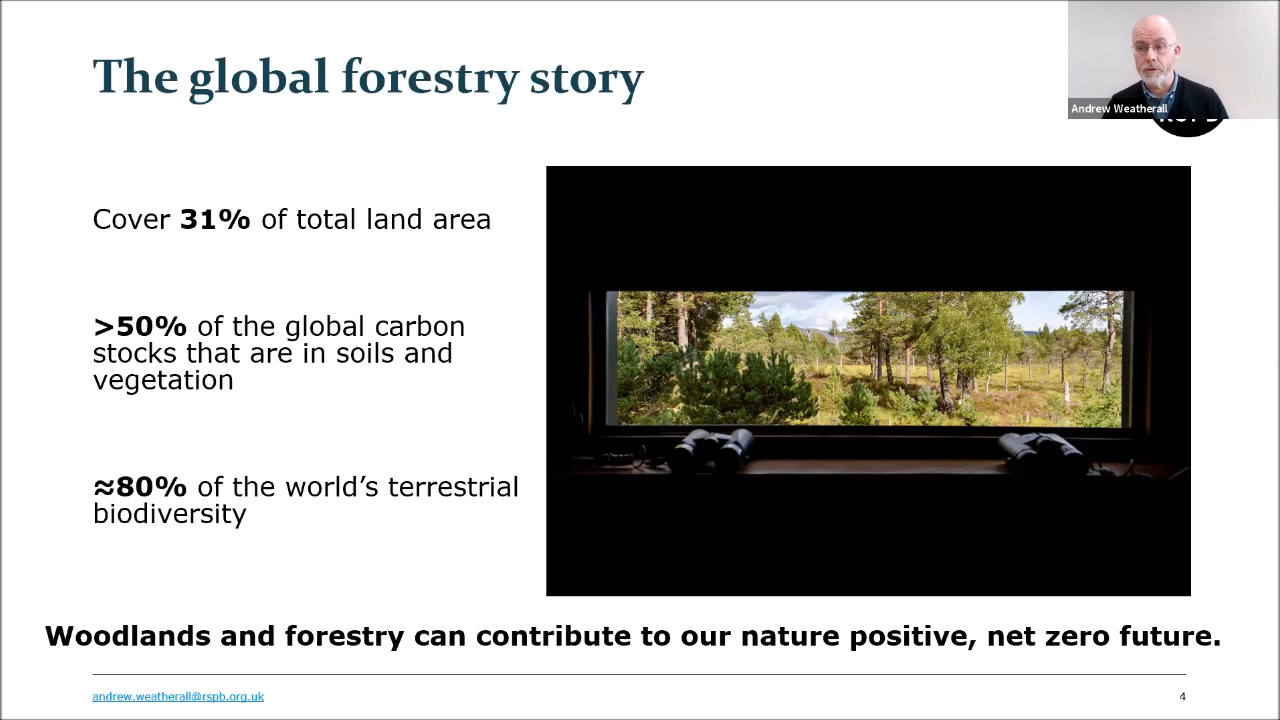 The global forestry story
Andrew Weatherall
Cover 31% of total land area
>50% of the global carbon
stocks that are in soils and
vegetation
≈80% of the world’s terrestrial
biodiversity
Woodlands and forestry can contribute to our nature positive, net zero future.
andrew.weatherall@rspb.org.uk
4